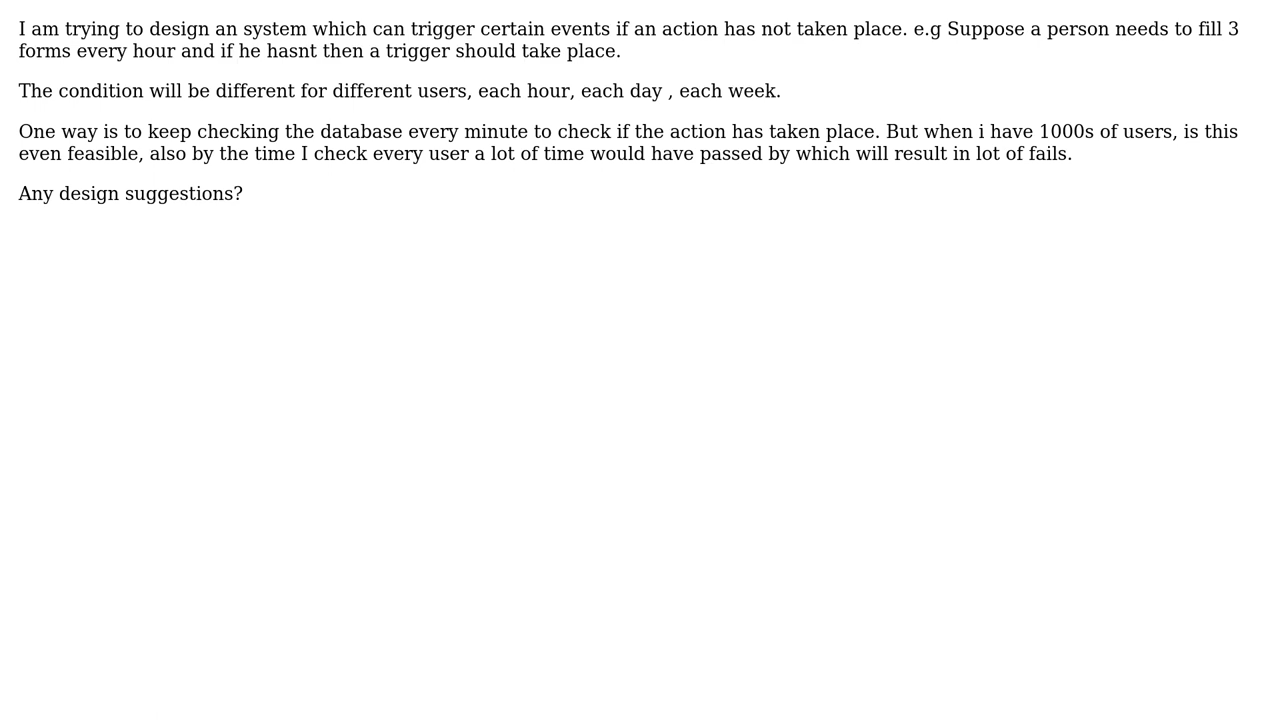 I am trying to design an system which can trigger certain events if an action has not taken place. e.g Suppose a person needs to fill 3
forms every hour and if he hasnt then a trigger should take place.
The condition will be different for different users, each hour, each day , each week.
One way is to keep checking the database every minute to check if the action has taken place. But when i have 1000s of users, is this
even feasible, also by the time I check every user a lot of time would have passed by which will result in lot of fails.
Any design suggestions?